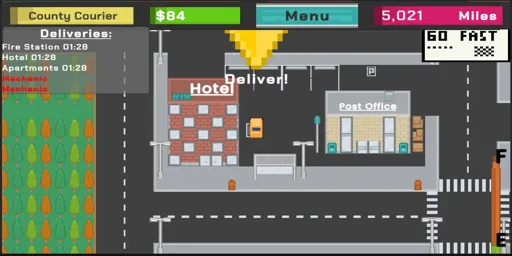 County Courier
$84
Menu
5,021 Miles
GO FAST
Deliveries:
Fire Station 01:28
Hotel 01:28
Apartments 01:28
Mechanic
Mechanic
Deliver!
P
Hotel
Post Office
F
E